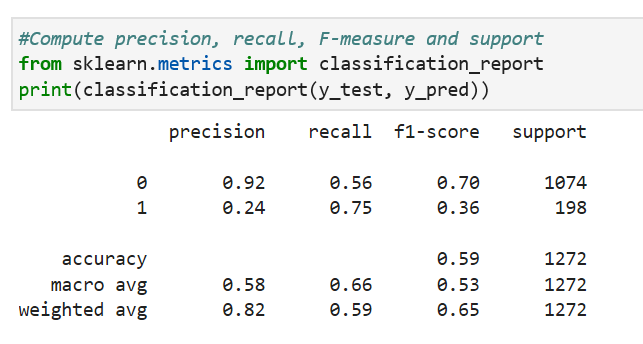 #Compute precision, recall, F-measure and support
from sklearn.metrics import classification_report
print(classification_report(y_test, y_pred))
precision recall f1-score support
0 0.92 0.56 0.70 1074
1 0.24 0.75 0.36 198
accuracy 0.59 1272
macro avg 0.58 0.66 0.53 1272
weighted avg 0.82 0.59 0.65 1272